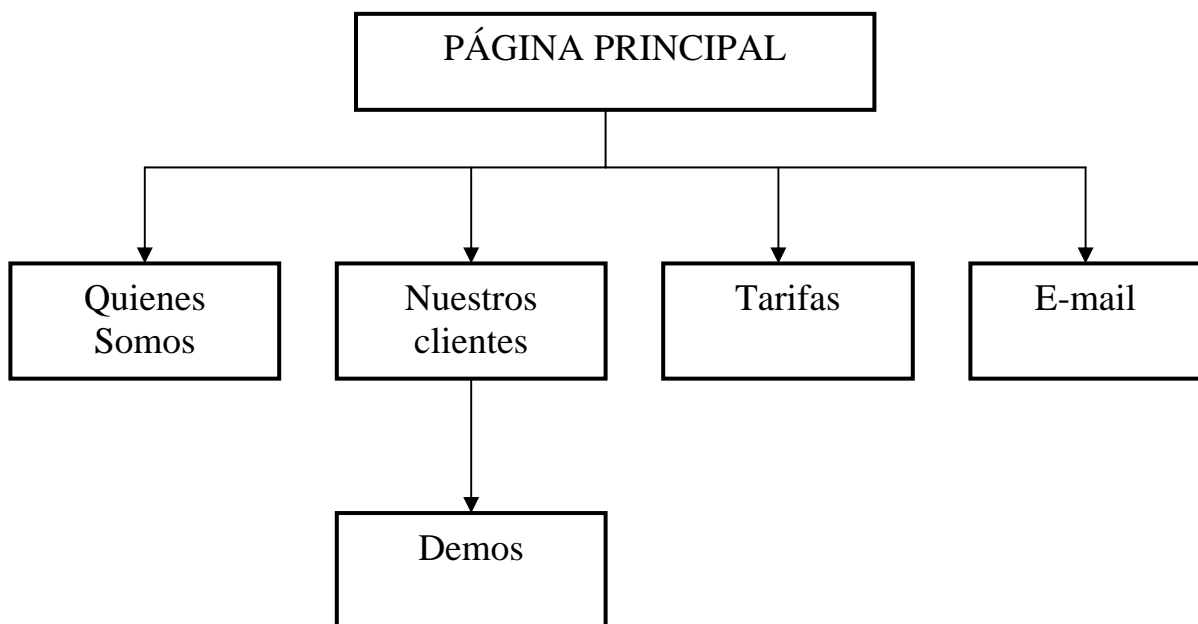 PÁGINA PRINCIPAL
Quienes
Somos
Nuestros
clientes
Tarifas
E-mail
Demos